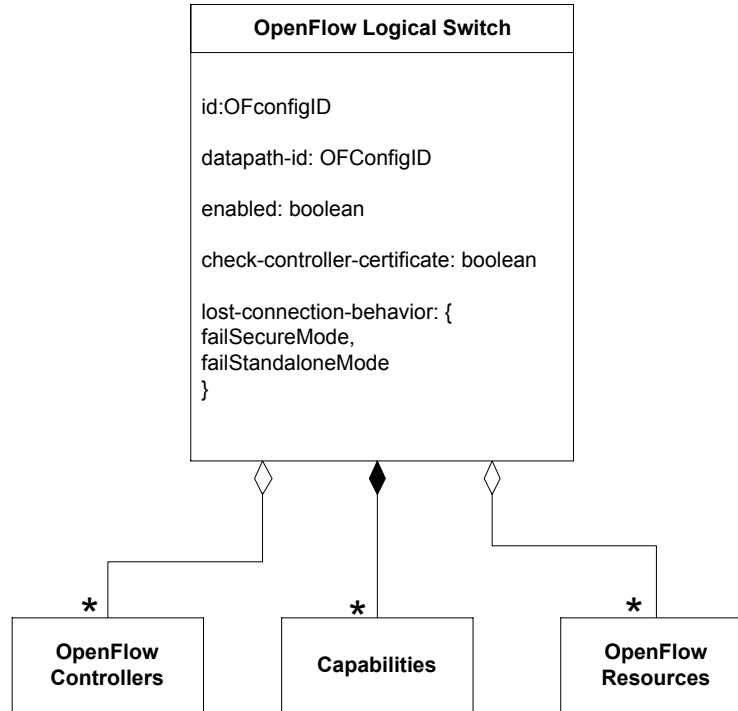 OpenFlow Logical Switch
id:OFconfigID
datapath-id: OFConfigID
enabled: boolean
check-controller-certificate: boolean
lost-connection-behavior: {
failSecureMode,
failStandaloneMode
}
* * *
OpenFlow
Controllers
Capabilities
OpenFlow
Resources